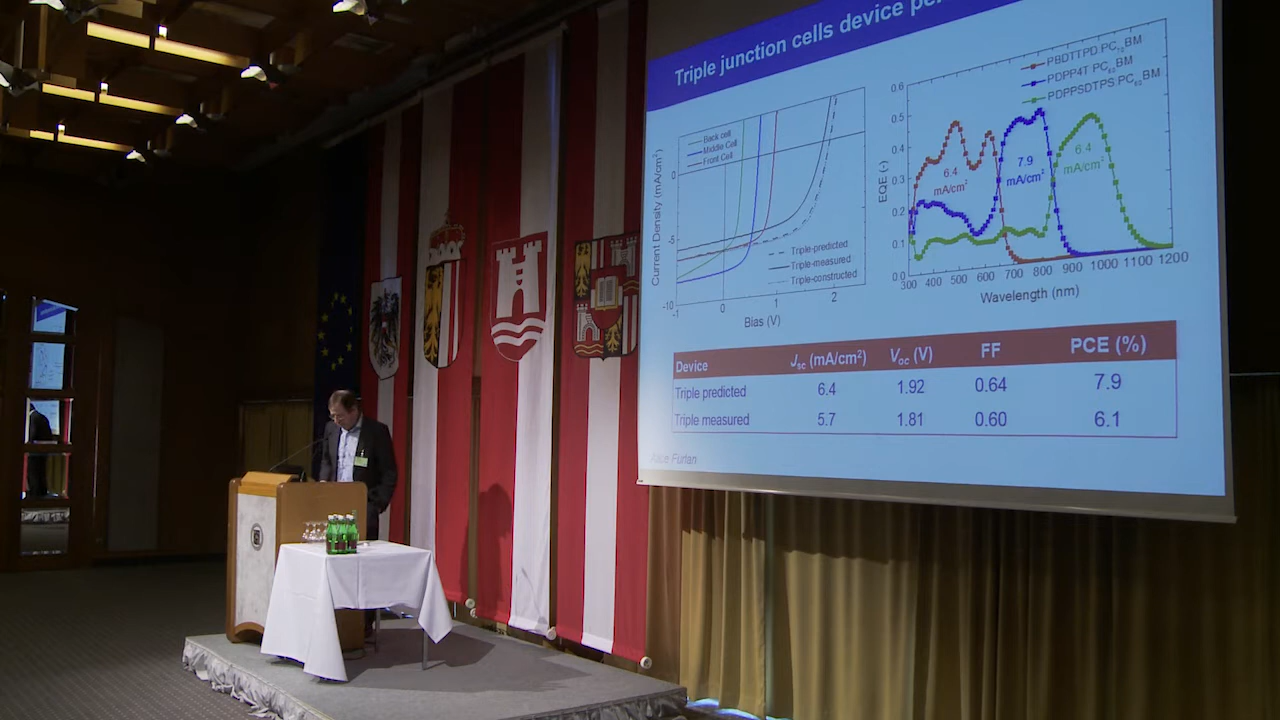 Triple junction cells device
Back cell
Middle Cell
Front Cell
0
-5
-10
-1
0
1
2
Current Density (mA/cm²)
Bias (V)
Triple-predicted
Triple-measured
Triple-constructed
PBDTTPD:PC₇₀BM
PDPP4T:PC₆₀BM
PDPPSDTPS:PC₆₀BM
0.6
0.5
0.4
0.3
0.2
0.1
0.0
EQE (-)
6.4
mA/cm²
7.9
mA/cm²
6.4
mA/cm²
300 400 500 600 700 800 900 1000 1100 1200
Wavelength (nm)
Device Jsc (mA/cm²) Voc (V) FF PCE (%)
Triple predicted 6.4 1.92 0.64 7.9
Triple measured 5.7 1.81 0.60 6.1
Furlan